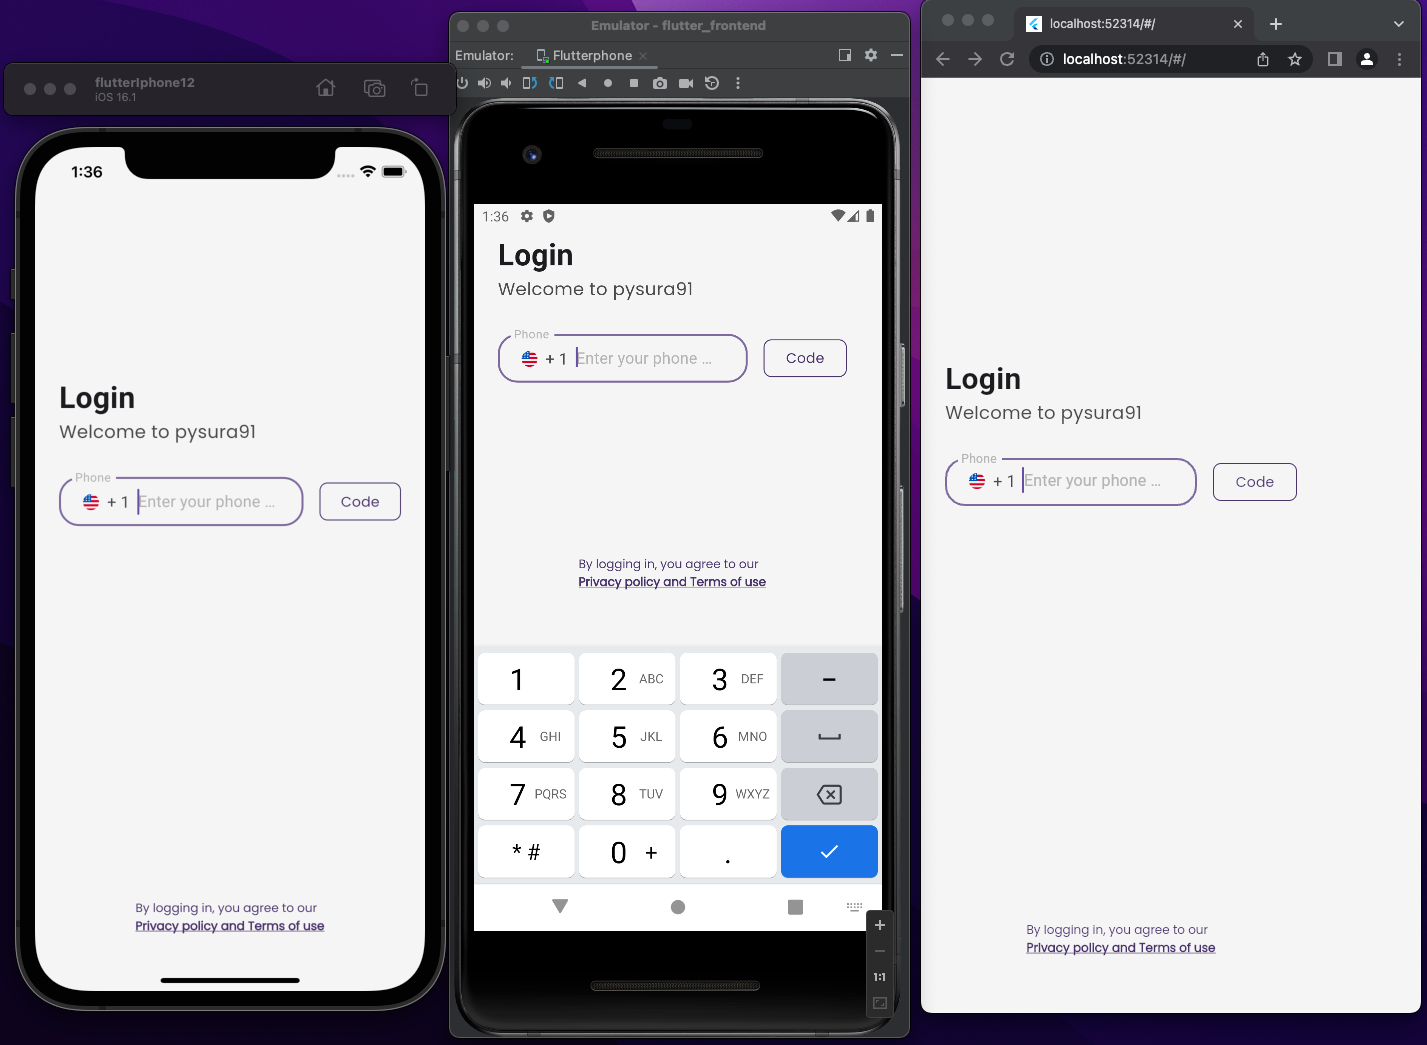 flutterIphone12
iOS 16.1
1:36
Login
Welcome to pysura91
Phone
+ 1 Enter your phone ...
Code
By logging in, you agree to our
Privacy policy and Terms of use
Emulator - flutter_frontend
Emulator: Flutterphone
1:36
Login
Welcome to pysura91
Phone
+ 1 Enter your phone ...
Code
By logging in, you agree to our
Privacy policy and Terms of use
1 2 ABC 3 DEF –
4 GHI 5 JKL 6 MNO
7 PQRS 8 TUV 9 WXYZ
* # 0 + .
+
–
1:1
localhost:52314/#/
localhost:52314/#/
Login
Welcome to pysura91
Phone
+ 1 Enter your phone ...
Code
By logging in, you agree to our
Privacy policy and Terms of use